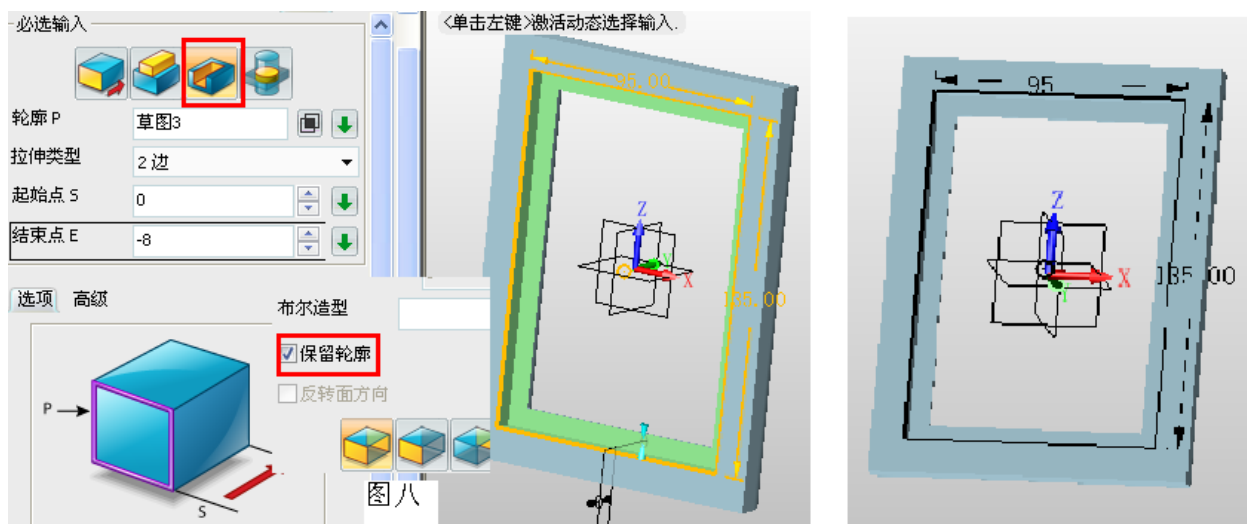 必选输入
轮廓 P
草图3
拉伸类型
2 边
起始点 S
0
结束点 E
-8
选项 高级
布尔造型
保留轮廓
反转面方向
P
S
图八
<单击左键>激活动态选择输入.
95.00
Z
Y
X
135.00
95
Z
X
Y
135.00